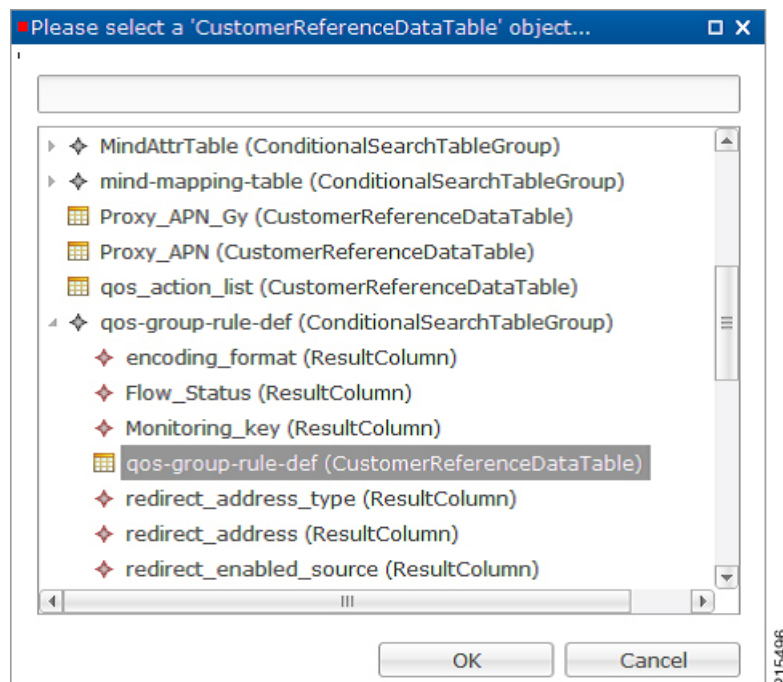 Please select a 'CustomerReferenceDataTable' object...
MindAttrTable (ConditionalSearchTableGroup)
mind-mapping-table (ConditionalSearchTableGroup)
Proxy_APN_Gy (CustomerReferenceDataTable)
Proxy_APN (CustomerReferenceDataTable)
qos_action_list (CustomerReferenceDataTable)
qos-group-rule-def (ConditionalSearchTableGroup)
encoding_format (ResultColumn)
Flow_Status (ResultColumn)
Monitoring_key (ResultColumn)
qos-group-rule-def (CustomerReferenceDataTable)
redirect_address_type (ResultColumn)
redirect_address (ResultColumn)
redirect_enabled_source (ResultColumn)
OK Cancel